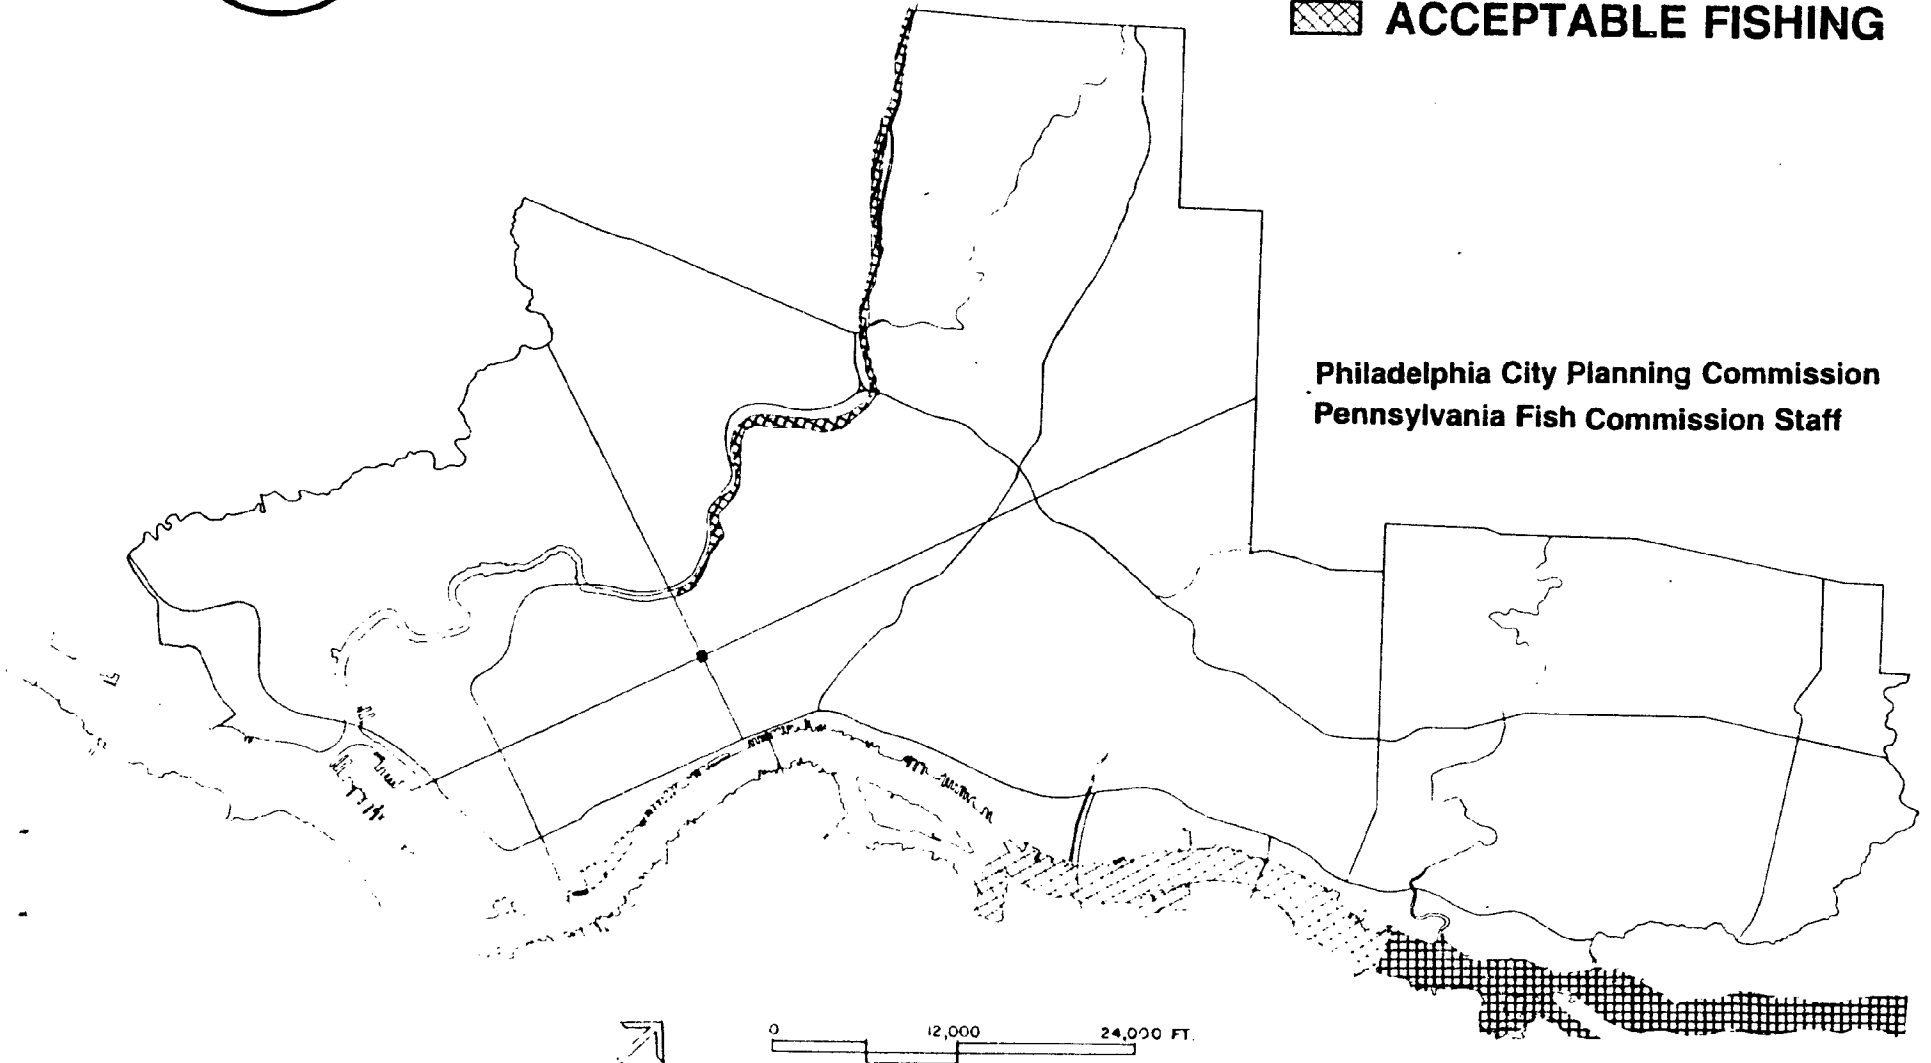 ACCEPTABLE FISHING
Philadelphia City Planning Commission
Pennsylvania Fish Commission Staff
0 12,000 24,000 FT.